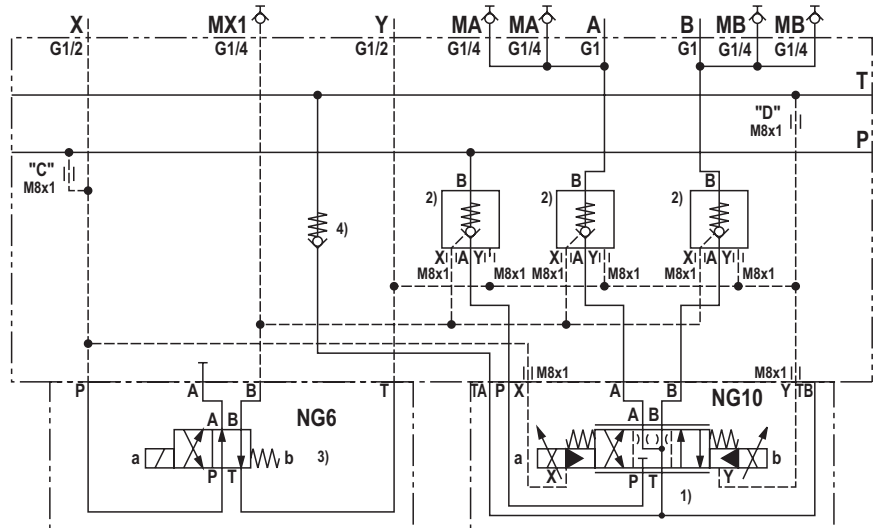 X MX1 Y MA MA A B MB MB
G1/2 G1/4 G1/2 G1/4 G1/4 G1 G1 G1/4 G1/4
T
"D"
M8x1
P
"C"
M8x1
B B B
2) 2) 2)
4)
X A Y X A Y X A Y
M8x1 M8x1 M8x1 M8x1 M8x1 M8x1
M8x1 M8x1
P A B T TA P X A B Y TB
NG6 NG10
A B A B
a b 3) a b
P T X P T Y
1)